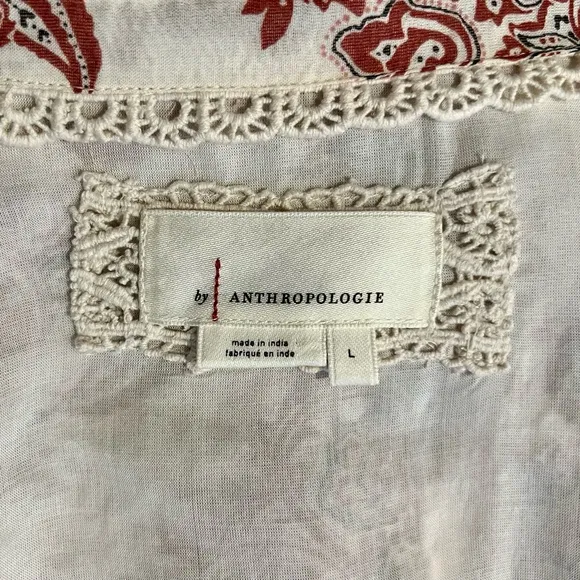 by ANTHROPOLOGIE
made in india
fabriqué en inde
L